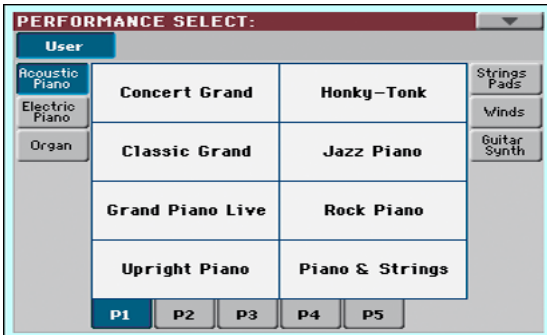 PERFORMANCE SELECT:
User
Acoustic
Piano
Electric
Piano
Organ
Concert Grand
Honky-Tonk
Classic Grand
Jazz Piano
Grand Piano Live
Rock Piano
Upright Piano
Piano & Strings
Strings
Pads
Winds
Guitar
Synth
P1 P2 P3 P4 P5